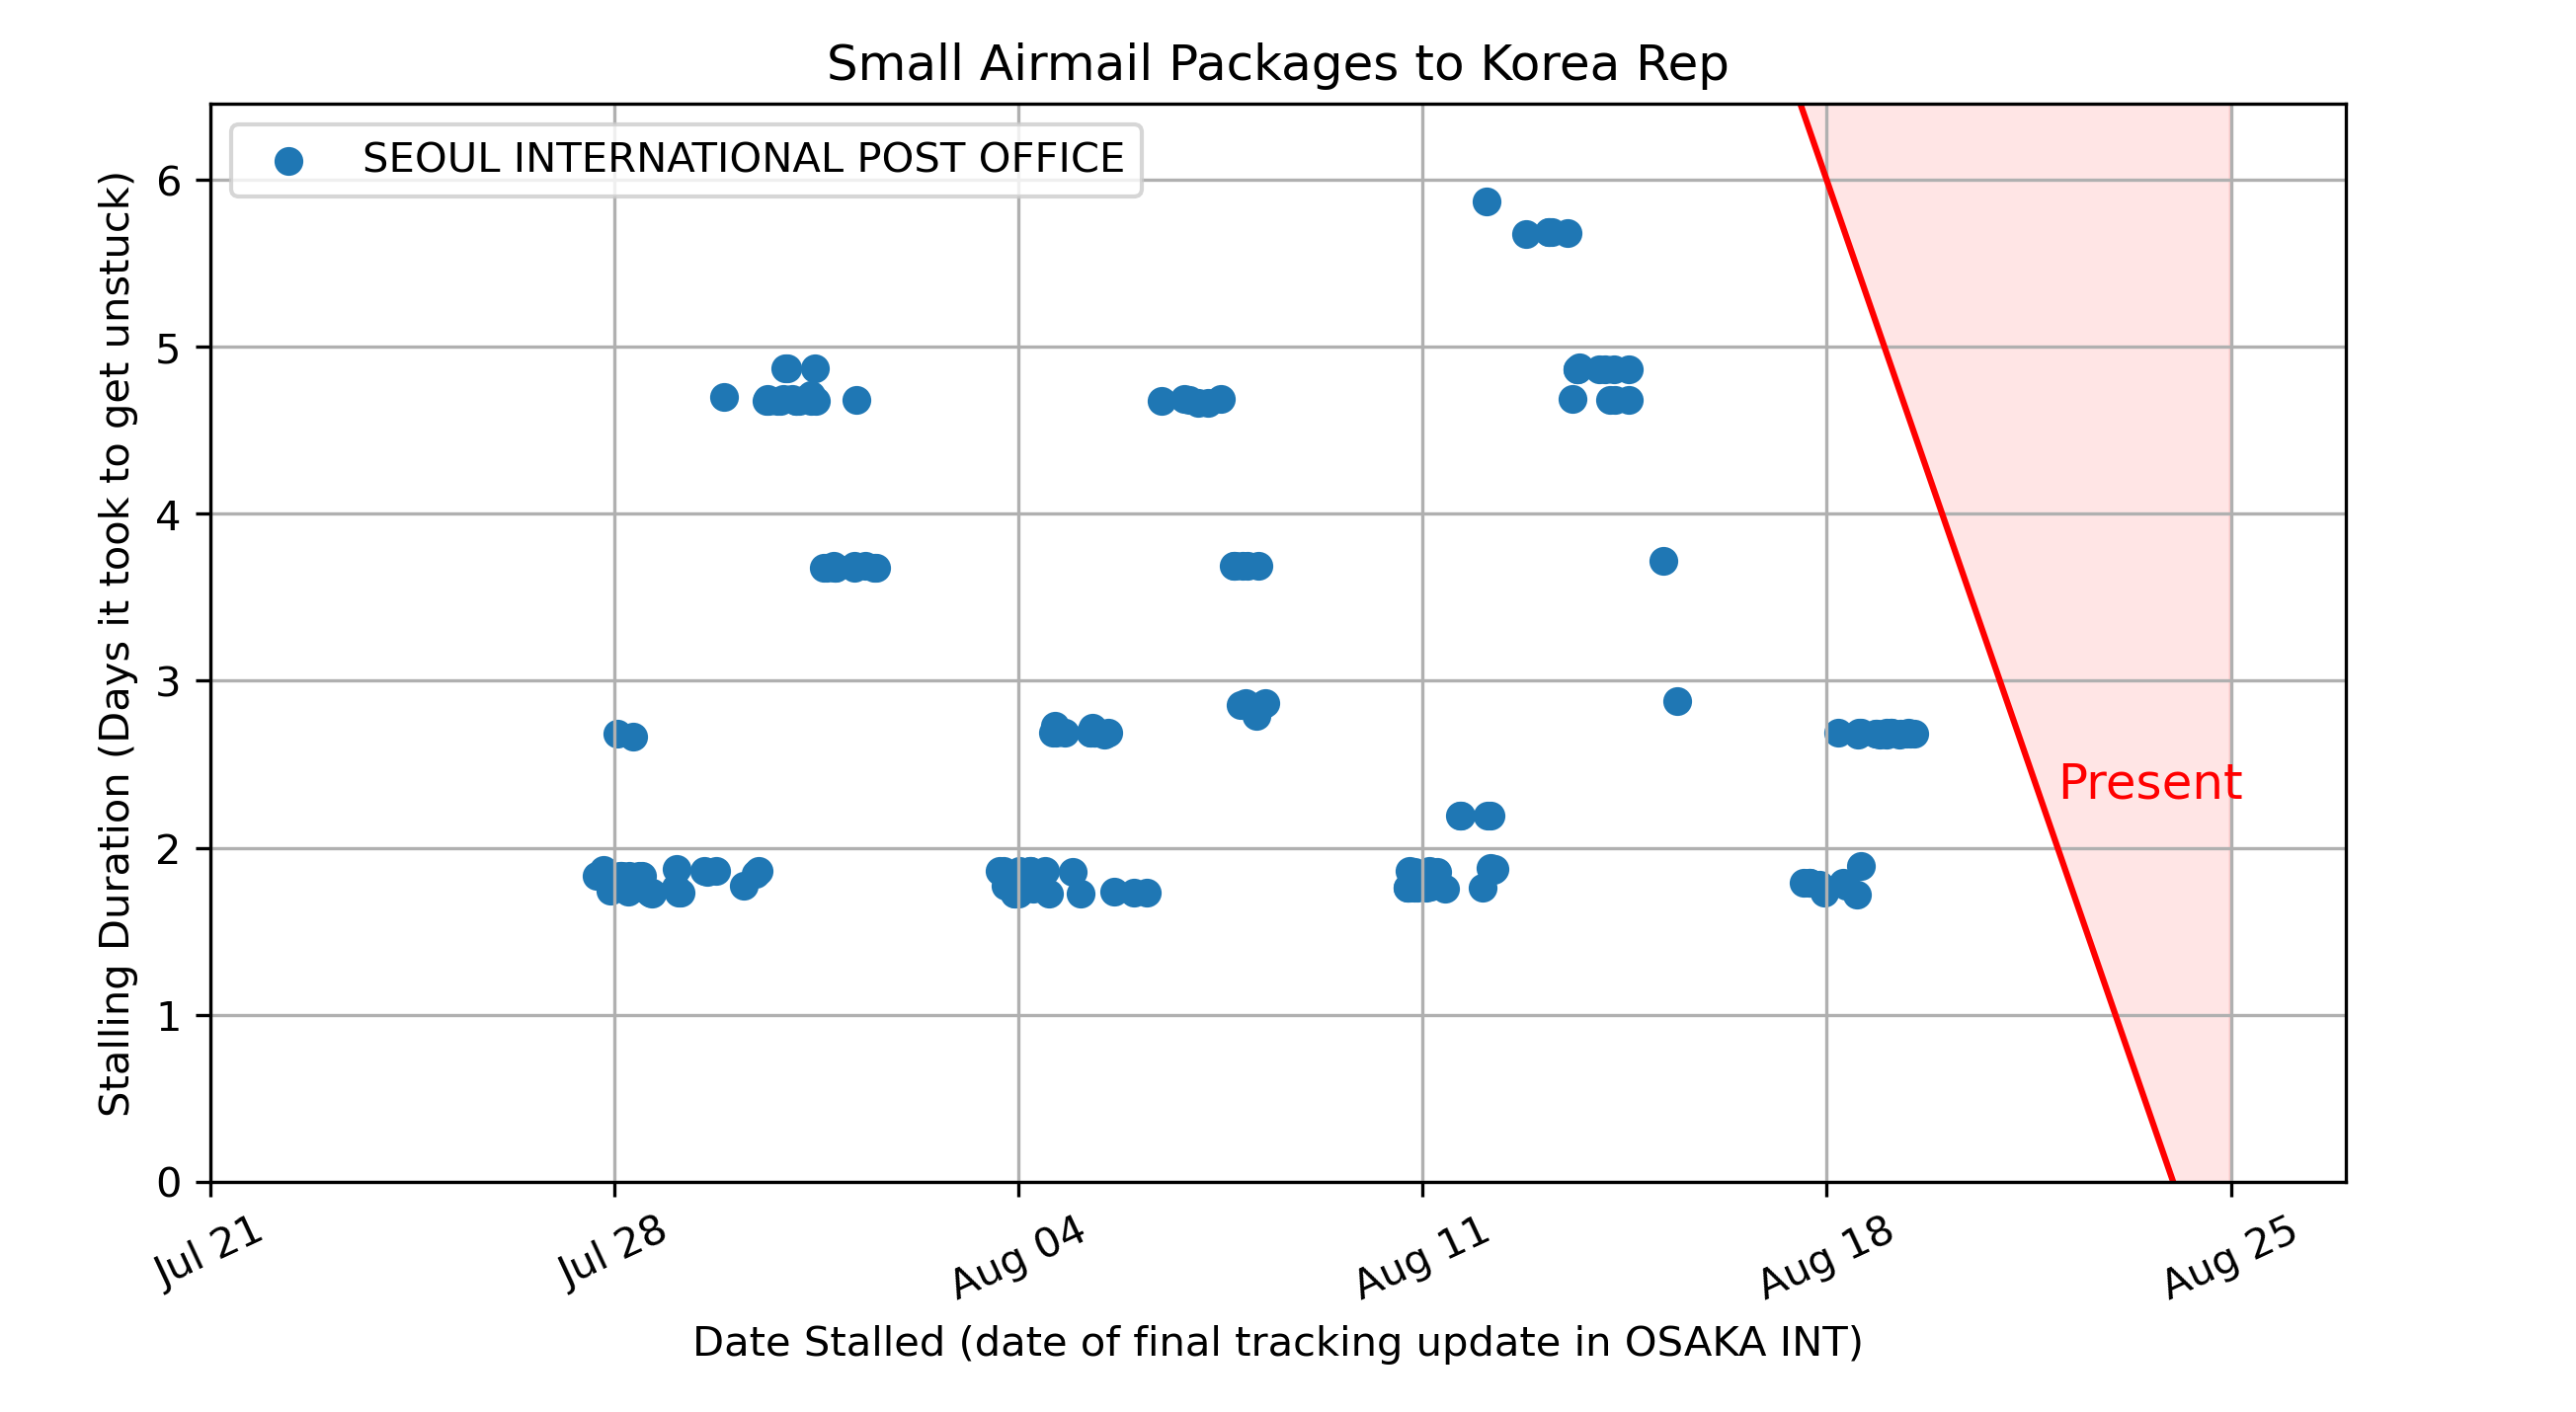 Small Airmail Packages to Korea Rep
SEOUL INTERNATIONAL POST OFFICE
Stalling Duration (Days it took to get unstuck)
6
5
4
3
2
1
0
Present
Jul 21
Jul 28
Aug 04
Aug 11
Aug 18
Aug 25
Date Stalled (date of final tracking update in OSAKA INT)